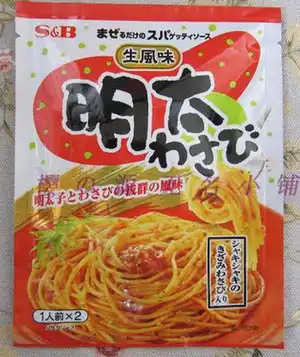 S&B
まぜるだけのスパゲッティソース
生風味
明太
わさび
明太子とわさびの抜群の風味
シャキシャキの
きざみわさび入り
1人前×2